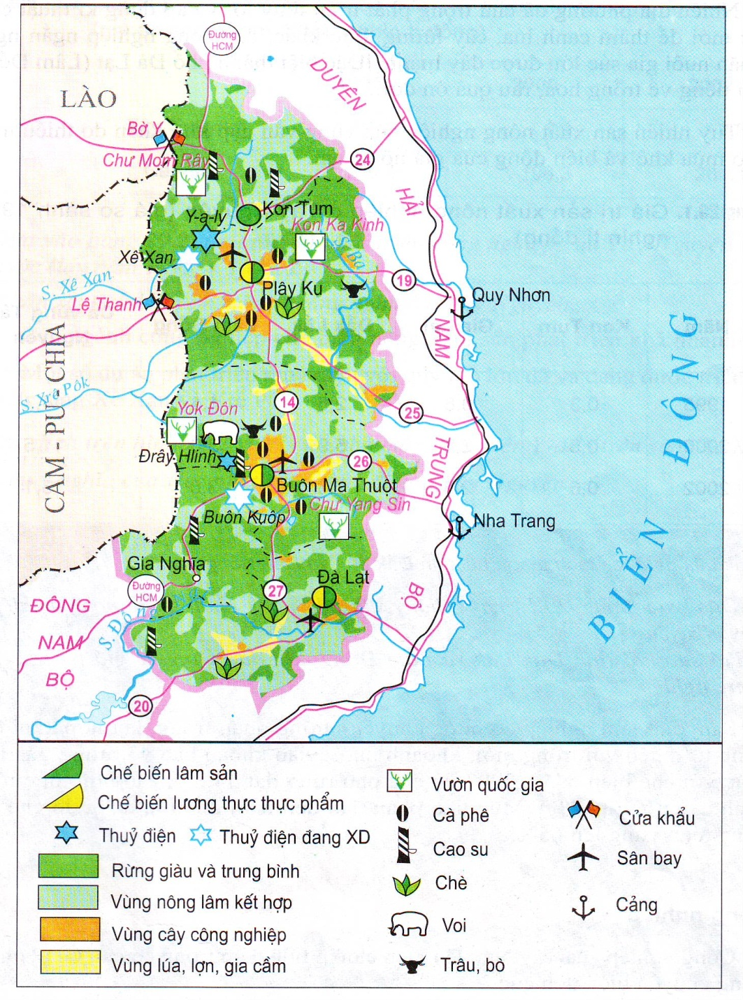 Đường
HCM
DUYÊN
LÀO
Bờ Y
Chư Mom Rây
24
HẢI
Kon Tum
Y-a-ly
Kon Ka Kinh
Xê Xan
S. Ba
S. Xê Xan
Plây Ku
19
Quy Nhơn
Lệ Thanh
NAM
CAM - PU CHIA
S. Xrê Pôk
14
25
Yok Đôn
TRUNG
Đrây Hlinh
26
Buôn Ma Thuột
Chư Yang Sin
Buôn Kuôp
Nha Trang
BIỂN ĐÔNG
Gia Nghĩa
Đà Lạt
Đường
HCM
27
BỘ
ĐÔNG
NAM
BỘ
20
Chế biến lâm sản
Chế biến lương thực thực phẩm
Thuỷ điện
Thuỷ điện đang XD
Rừng giàu và trung bình
Vùng nông lâm kết hợp
Vùng cây công nghiệp
Vùng lúa, lợn, gia cầm
Vườn quốc gia
Cà phê
Cao su
Chè
Voi
Trâu, bò
Cửa khẩu
Sân bay
Cảng